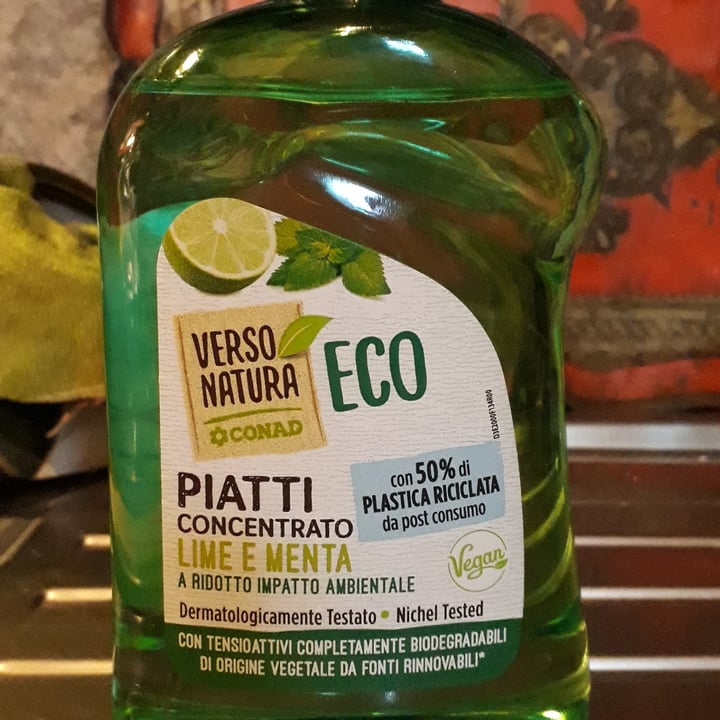 VERSO
NATURA
CONAD
ECO
con 50% di
PLASTICA RICICLATA
da post consumo
PIATTI
CONCENTRATO
LIME E MENTA
A RIDOTTO IMPATTO AMBIENTALE
Vegan
Dermatologicamente Testato • Nichel Tested
CON TENSIOATTIVI COMPLETAMENTE BIODEGRADABILI
DI ORIGINE VEGETALE DA FONTI RINNOVABILI*